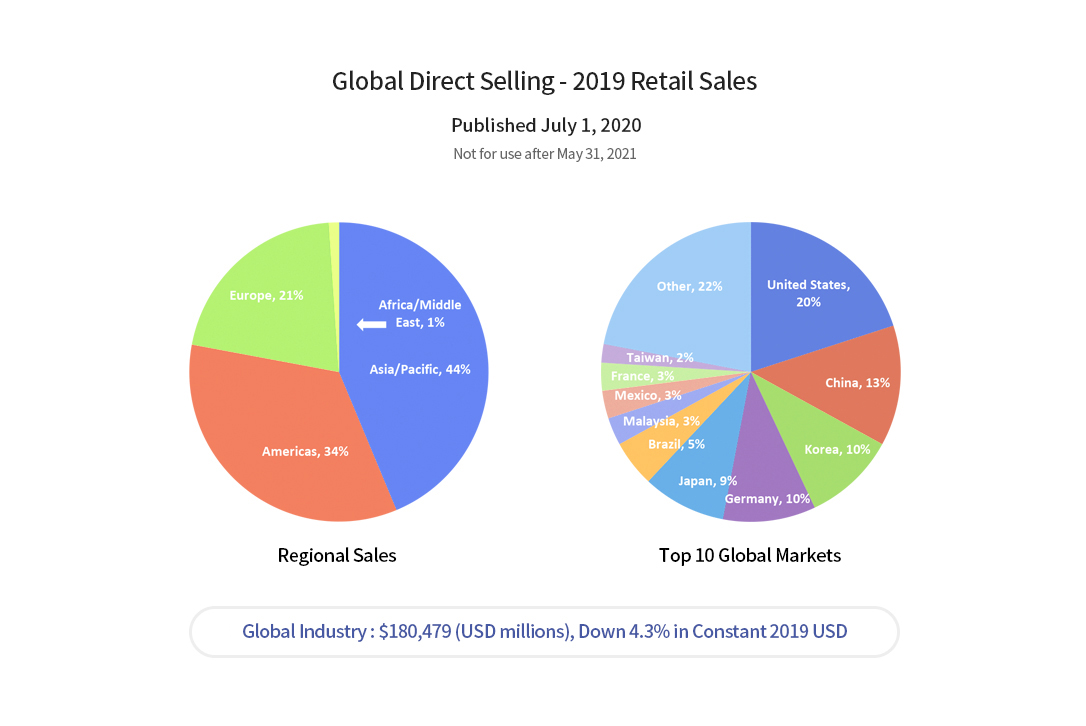 Global Direct Selling - 2019 Retail Sales
Published July 1, 2020
Not for use after May 31, 2021
Europe, 21%
Africa/Middle
East, 1%
Asia/Pacific, 44%
Americas, 34%
Regional Sales
Other, 22%
United States,
20%
Taiwan, 2%
France, 3%
China, 13%
Mexico, 3%
Malaysia, 3%
Brazil, 5%
Korea, 10%
Japan, 9%
Germany, 10%
Top 10 Global Markets
Global Industry : $180,479 (USD millions), Down 4.3% in Constant 2019 USD